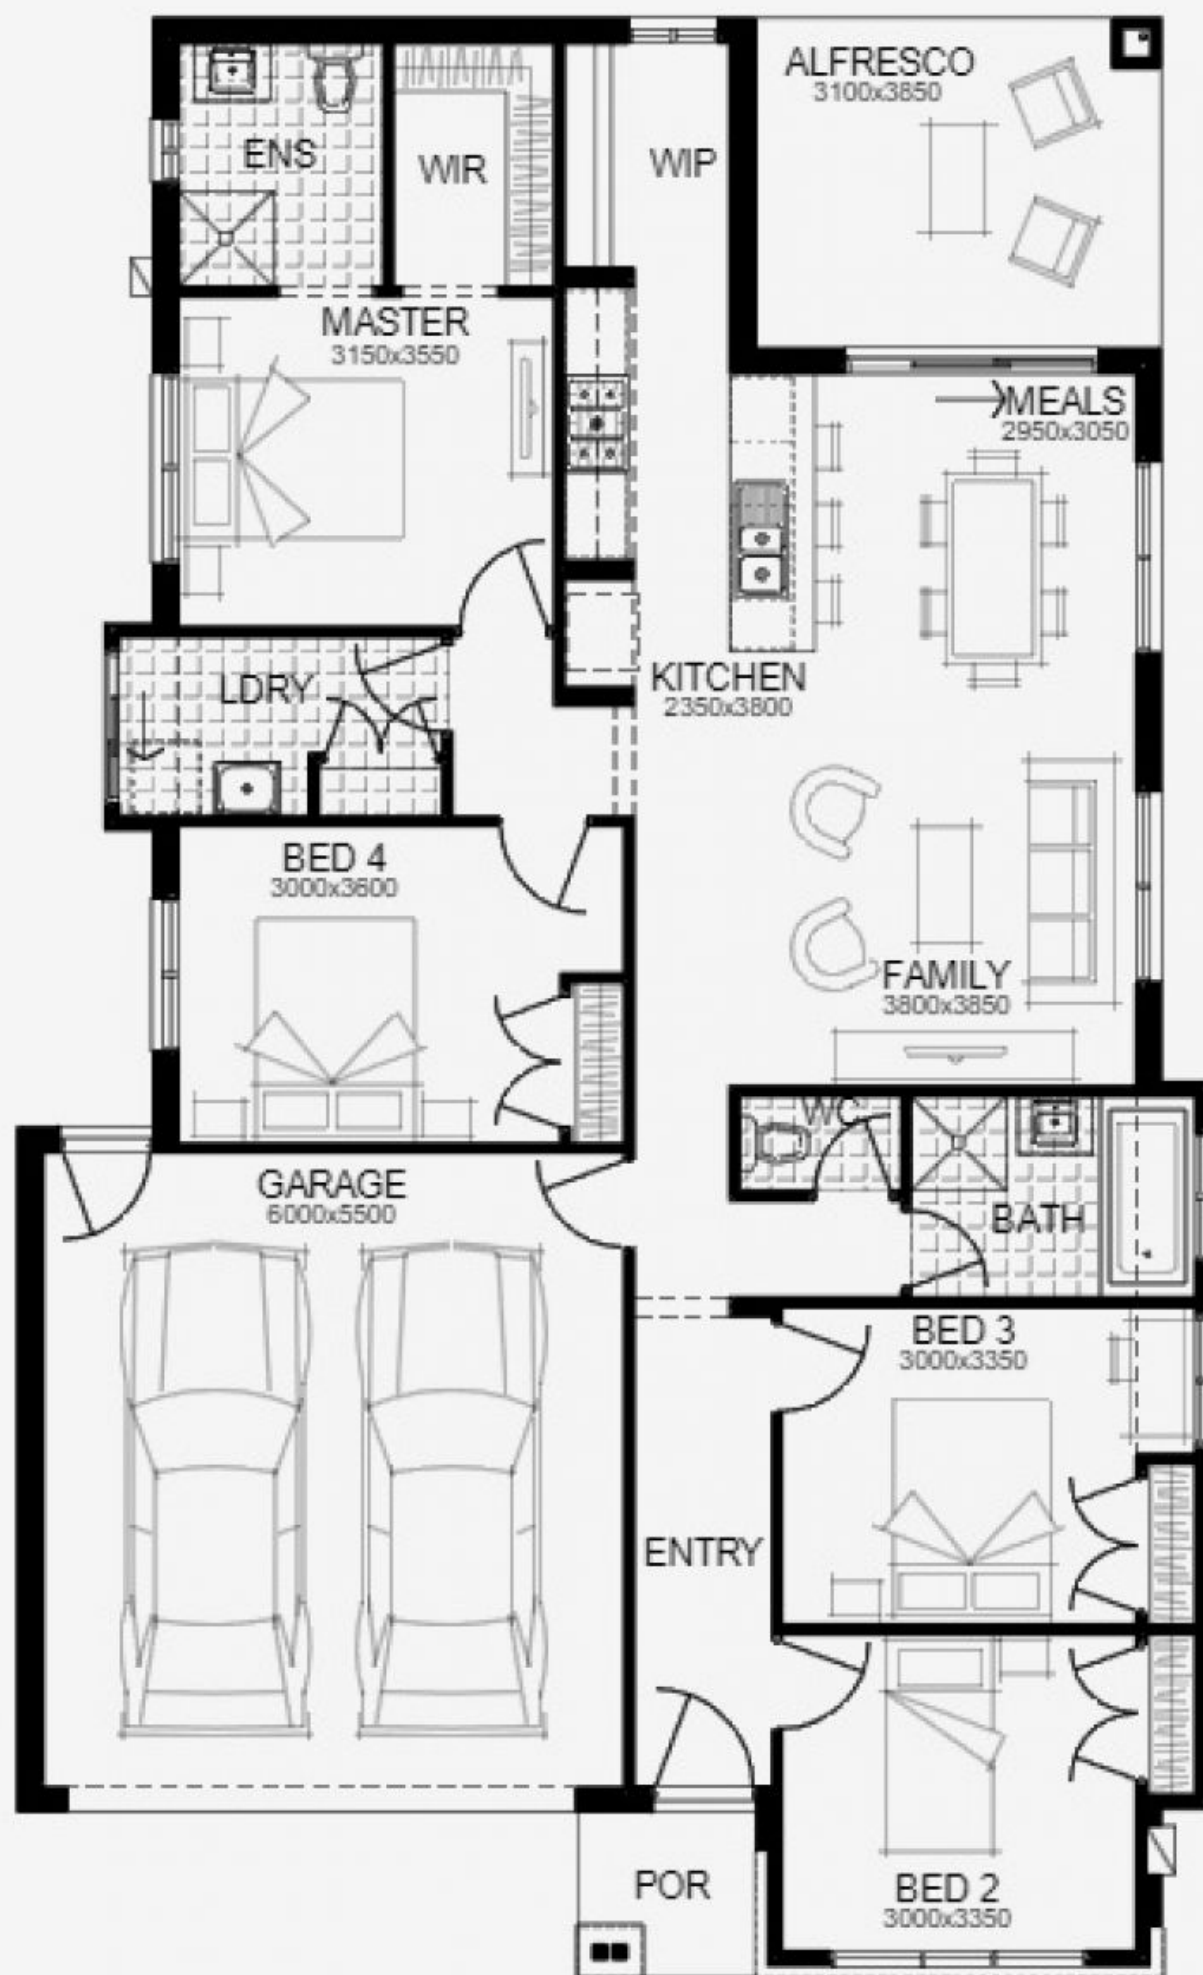 ALFRESCO
3100x3850
ENS
WIR
WIP
MASTER
3150x3550
MEALS
2950x3050
LDRY
KITCHEN
2350x3800
BED 4
3000x3600
FAMILY
3800x3850
WC
GARAGE
6000x5500
BATH
BED 3
3000x3350
ENTRY
POR
BED 2
3000x3350